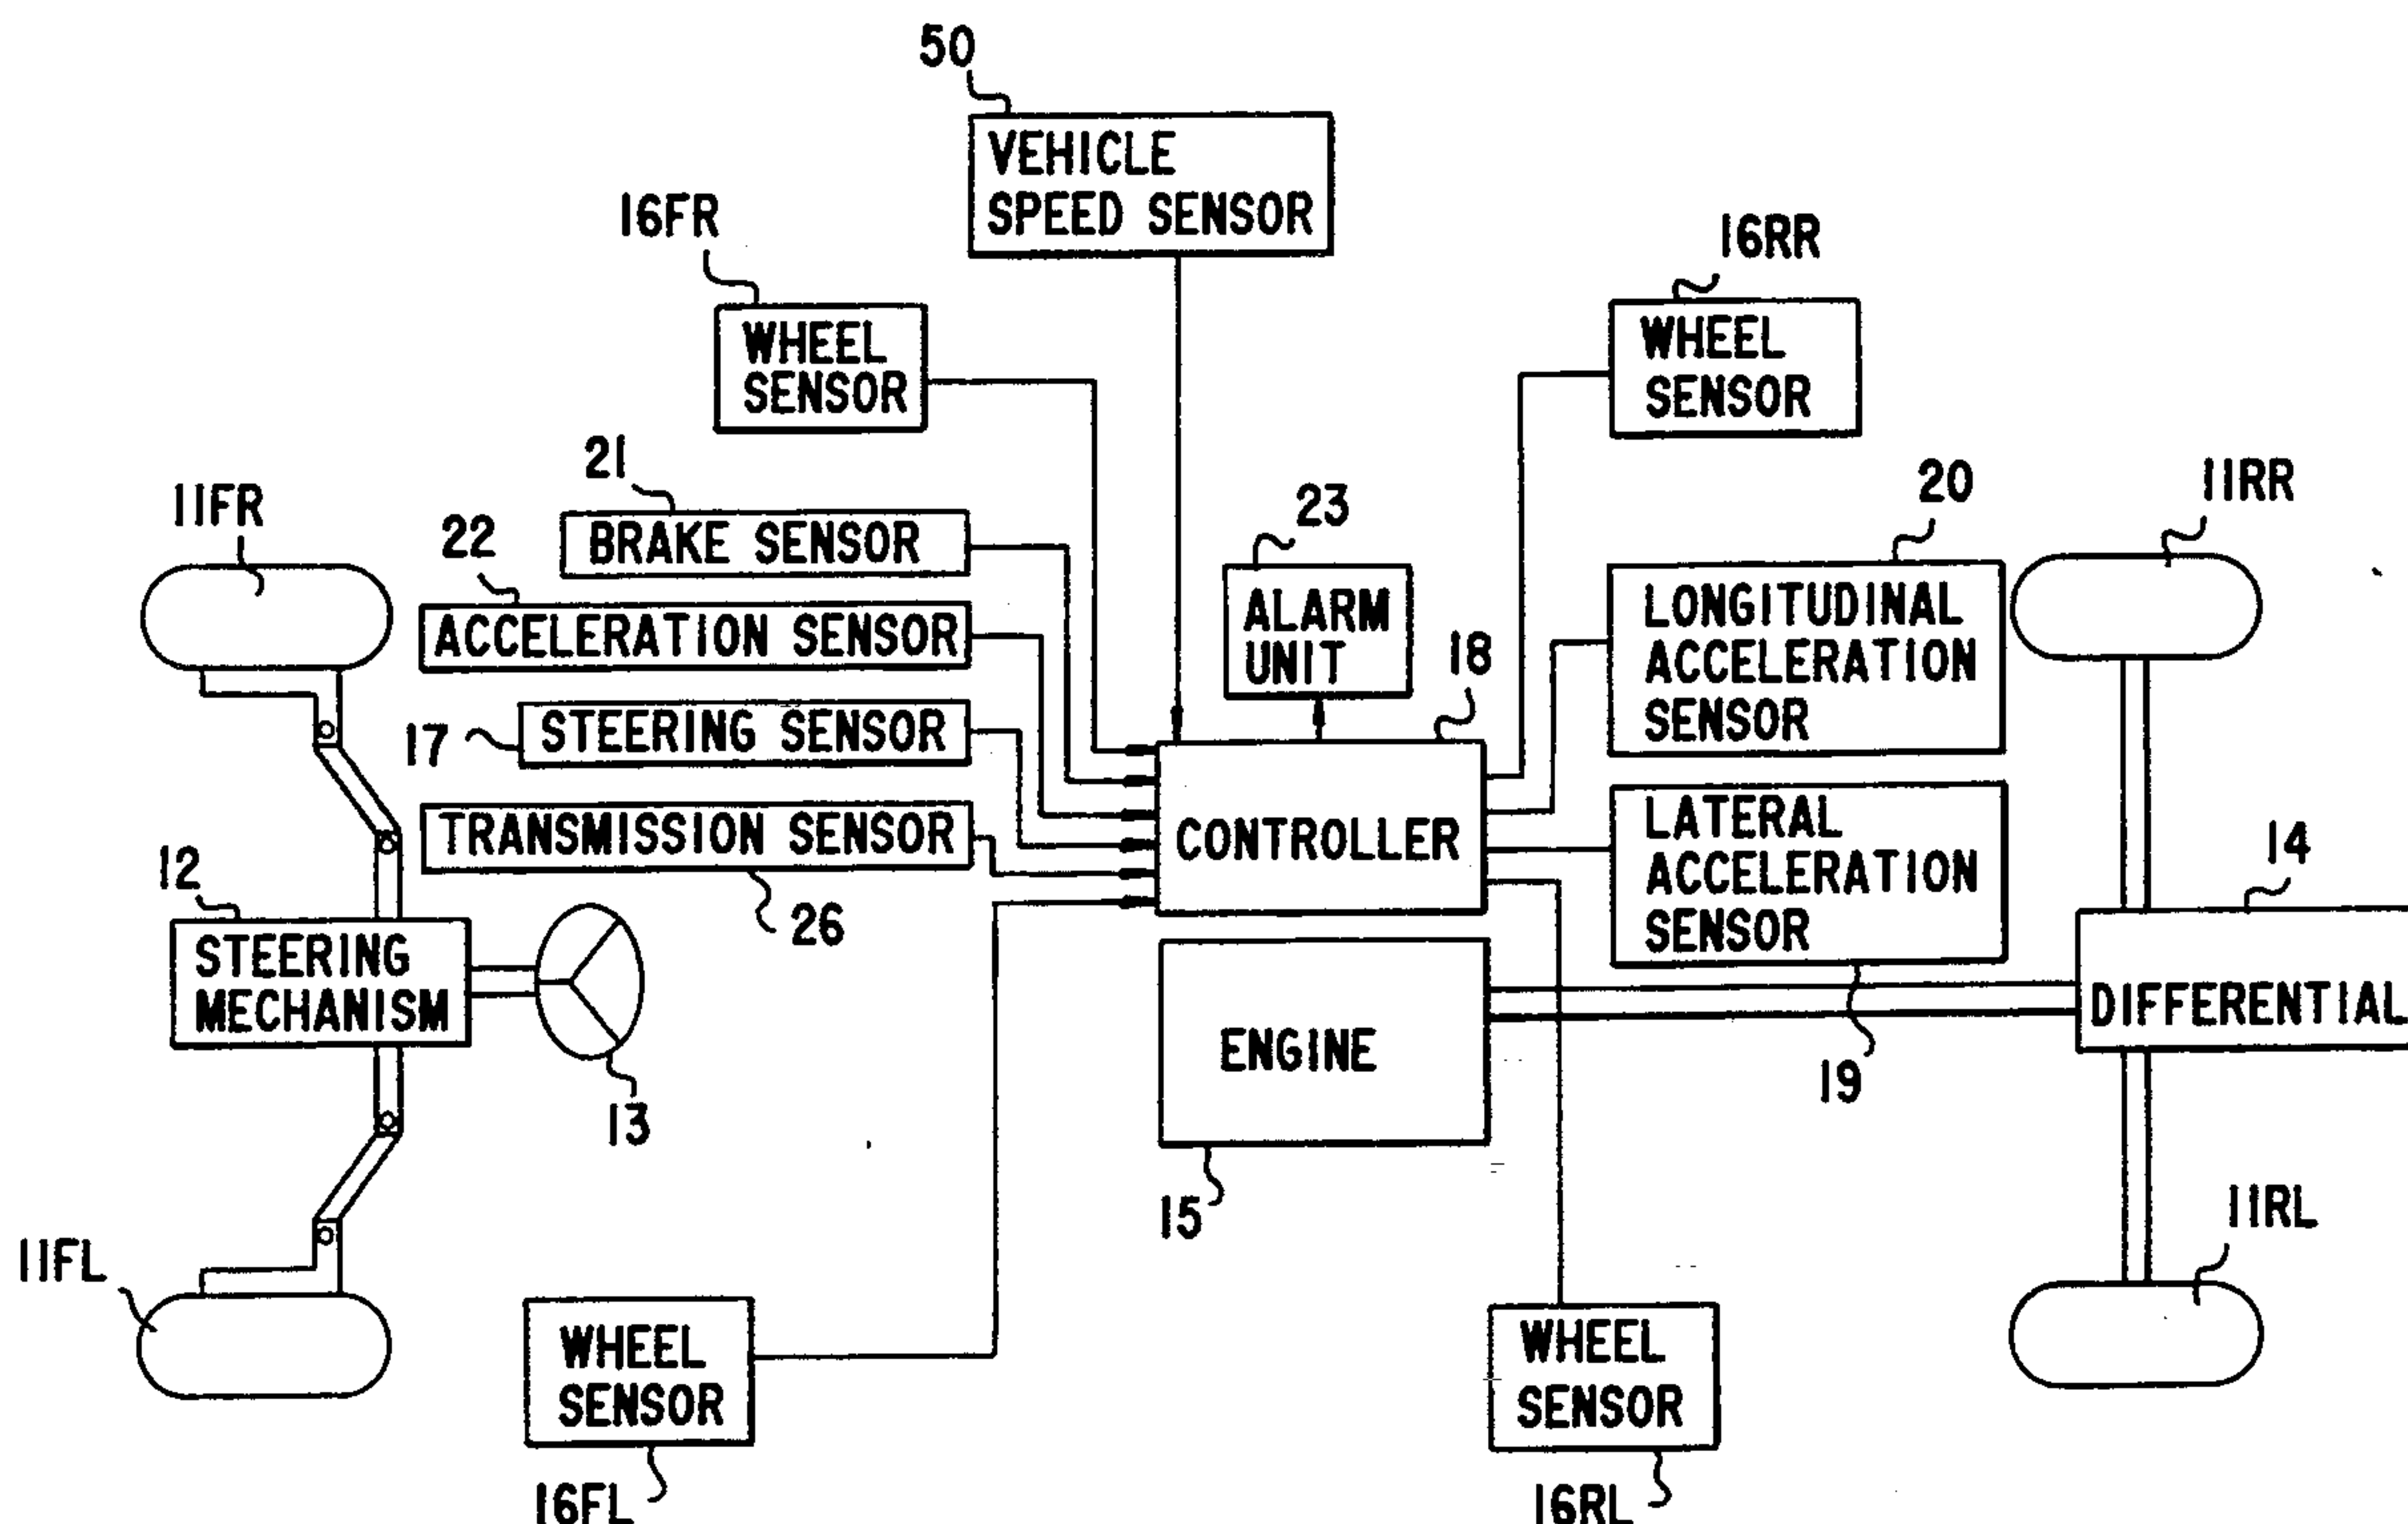 50
VEHICLE
SPEED SENSOR
16FR
WHEEL
SENSOR
16RR
WHEEL
SENSOR
21
BRAKE SENSOR
11FR
22
ACCELERATION SENSOR
23
ALARM
UNIT
18
20
LONGITUDINAL
ACCELERATION
SENSOR
11RR
17
STEERING SENSOR
TRANSMISSION SENSOR
26
CONTROLLER
LATERAL
ACCELERATION
SENSOR
19
14
DIFFERENTIAL
12
STEERING
MECHANISM
13
ENGINE
15
11FL
WHEEL
SENSOR
16FL
WHEEL
SENSOR
16RL
11RL